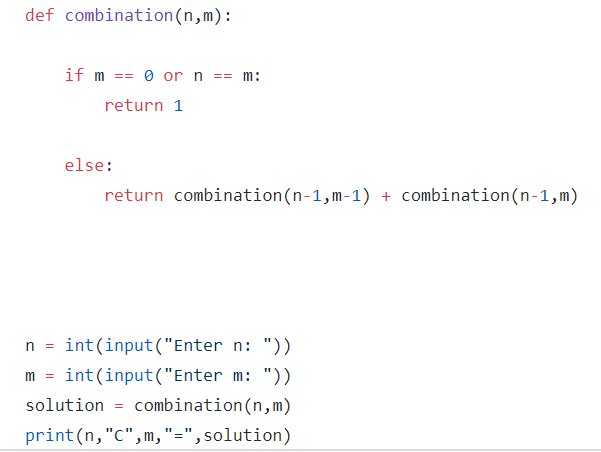 def combination(n,m):
    if m == 0 or n == m:
        return 1
    else:
        return combination(n-1,m-1) + combination(n-1,m)
n = int(input("Enter n: "))
m = int(input("Enter m: "))
solution = combination(n,m)
print(n,"C",m,"=",solution)